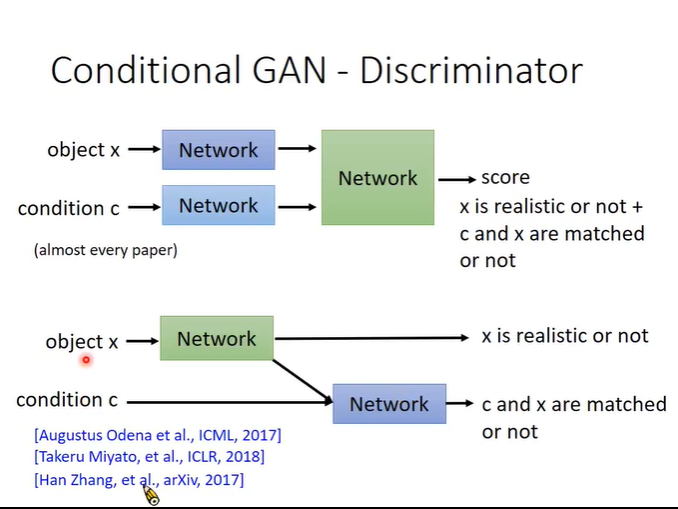 Conditional GAN - Discriminator
object x
Network
condition c
Network
(almost every paper)
Network
score
x is realistic or not +
c and x are matched
or not
object x
Network
x is realistic or not
condition c
Network
c and x are matched
or not
[Augustus Odena et al., ICML, 2017]
[Takeru Miyato, et al., ICLR, 2018]
[Han Zhang, et al., arXiv, 2017]